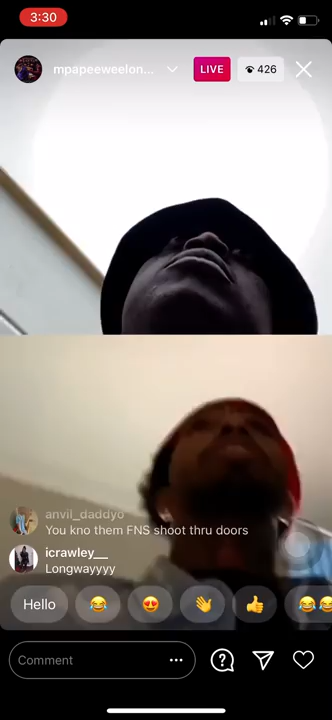 3:30
mpapeeweelon...
LIVE
426
anvil_daddyo
You kno them FNS shoot thru doors
icrawley__
Longwayyyy
Hello
Comment